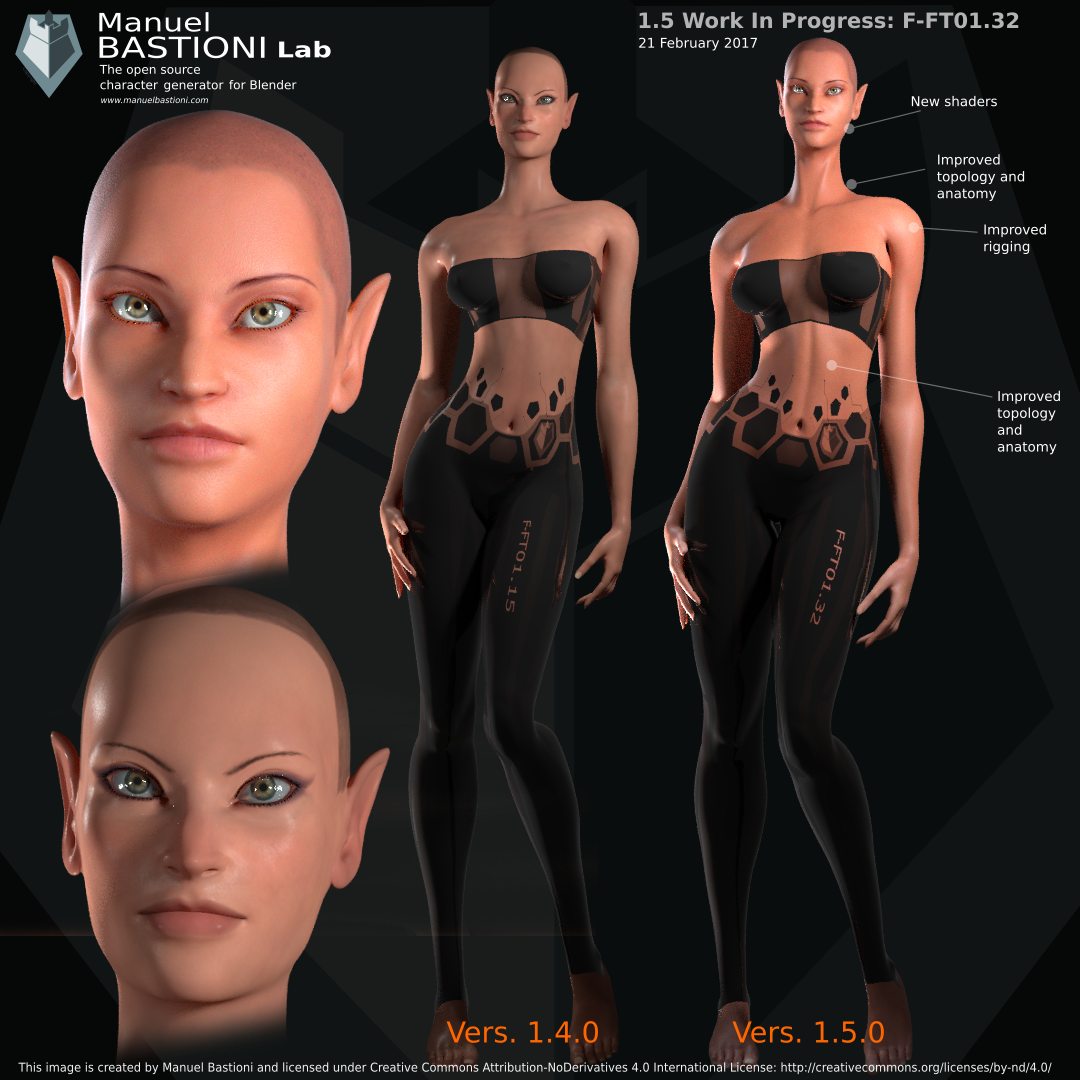 Manuel
BASTIONI Lab
The open source
character generator for Blender
www.manuelbastioni.com
1.5 Work In Progress: F-FT01.32
21 February 2017
New shaders
Improved
topology and
anatomy
Improved
rigging
Improved
topology
and
anatomy
F-FT01.15
F-FT01.32
Vers. 1.4.0
Vers. 1.5.0
This image is created by Manuel Bastioni and licensed under Creative Commons Attribution-NoDerivatives 4.0 International License: http://creativecommons.org/licenses/by-nd/4.0/